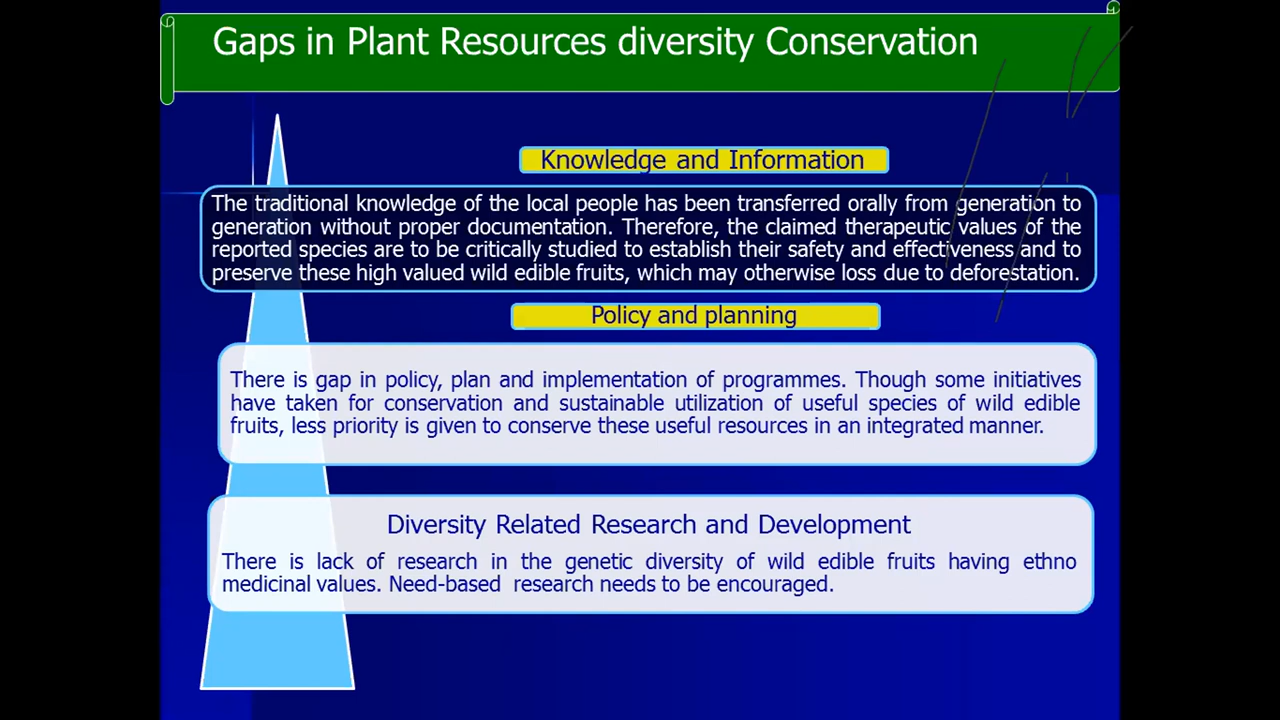 Gaps in Plant Resources diversity Conservation
Knowledge and Information
The traditional knowledge of the local people has been transferred orally from generation to
generation without proper documentation. Therefore, the claimed therapeutic values of the
reported species are to be critically studied to establish their safety and effectiveness and to
preserve these high valued wild edible fruits, which may otherwise loss due to deforestation.
Policy and planning
There is gap in policy, plan and implementation of programmes. Though some initiatives
have taken for conservation and sustainable utilization of useful species of wild edible
fruits, less priority is given to conserve these useful resources in an integrated manner.
Diversity Related Research and Development
There is lack of research in the genetic diversity of wild edible fruits having ethno
medicinal values. Need-based research needs to be encouraged.